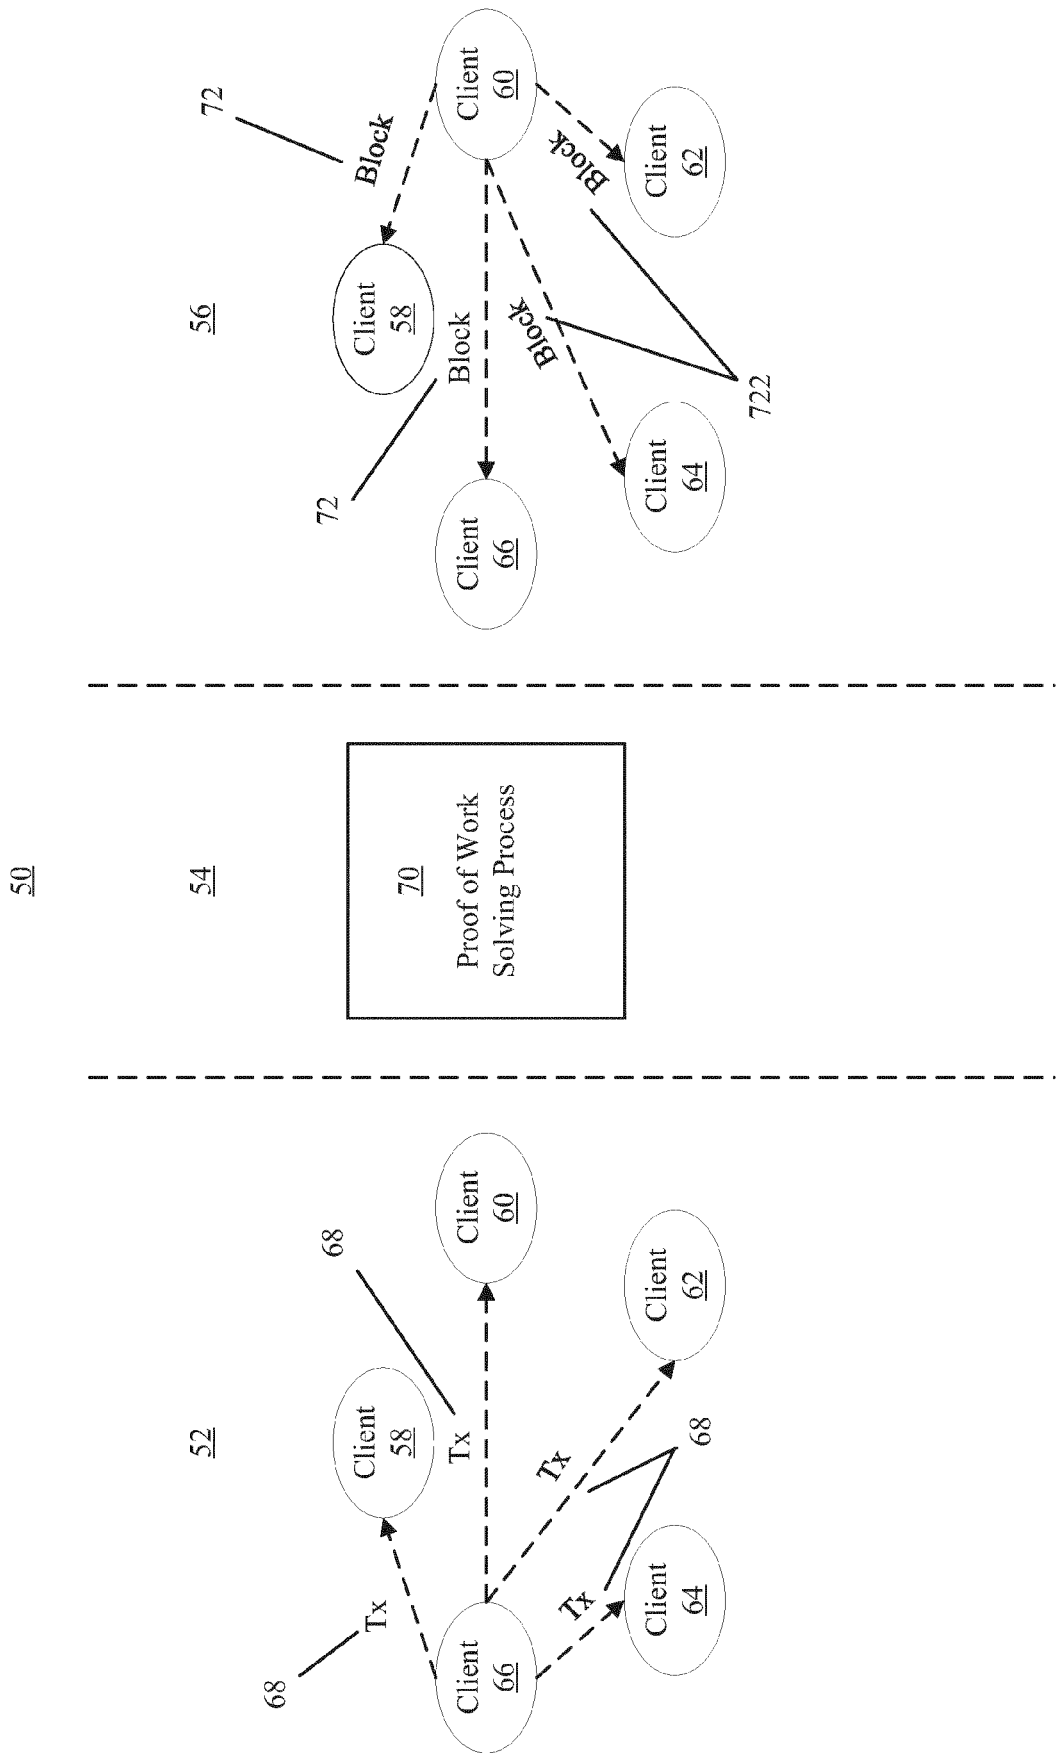 50
52
54
56
68
Tx
Client
58
68
Tx
Client
66
Client
60
Tx
Tx
68
Client
64
Client
62
70
Proof of Work
Solving Process
72
Block
Client
58
72
Block
Client
66
Client
60
Block
Block
Client
64
Client
62
722